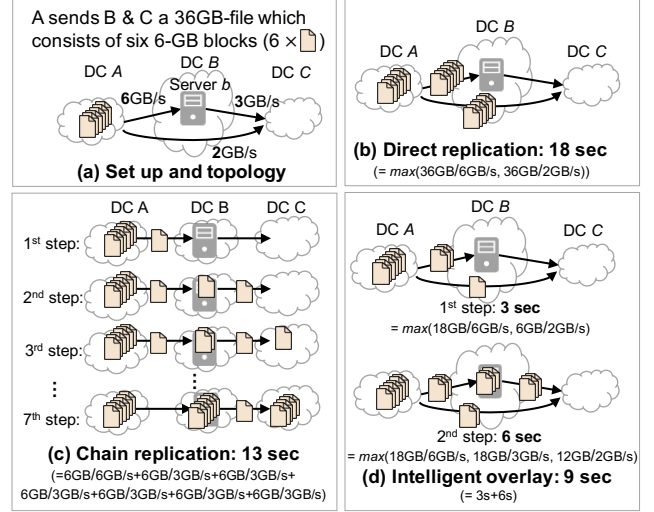 A sends B & C a 36GB-file which
consists of six 6-GB blocks (6 × )
DC A
DC B
DC C
Server b
6GB/s
3GB/s
2GB/s
(a) Set up and topology
DC B
DC A
DC C
(b) Direct replication: 18 sec
(= max(36GB/6GB/s, 36GB/2GB/s))
DC A DC B DC C
1st step:
2nd step:
3rd step:
⋮ ⋮
7th step:
(c) Chain replication: 13 sec
(=6GB/6GB/s+6GB/3GB/s+6GB/3GB/s+
6GB/3GB/s+6GB/3GB/s+6GB/3GB/s+6GB/3GB/s)
DC B
DC A
DC C
1st step: 3 sec
= max(18GB/6GB/s, 6GB/2GB/s)
2nd step: 6 sec
= max(18GB/6GB/s, 18GB/3GB/s, 12GB/2GB/s)
(d) Intelligent overlay: 9 sec
(= 3s+6s)